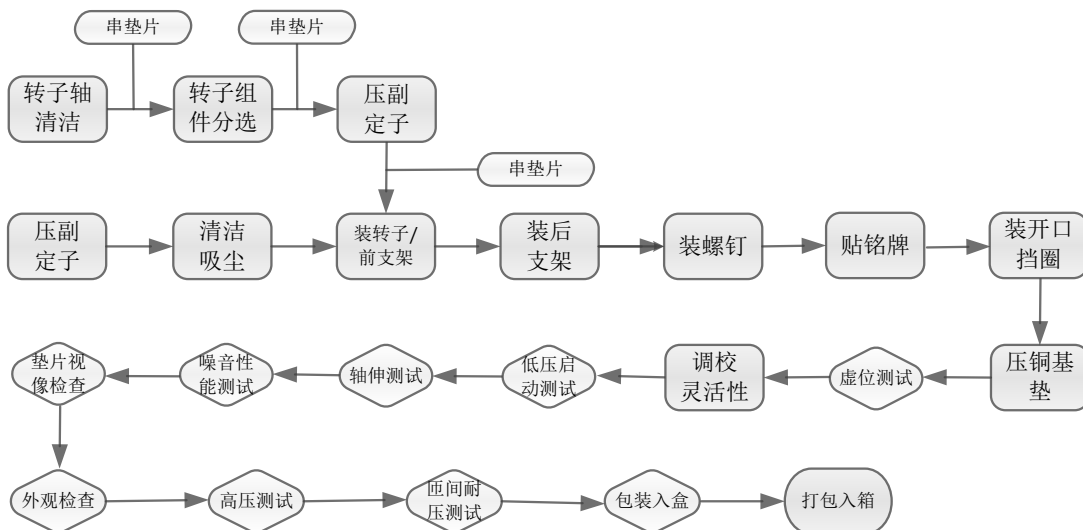 串垫片
串垫片
转子轴
清洁
转子组
件分选
压副
定子
串垫片
压副
定子
清洁
吸尘
装转子/
前支架
装后
支架
装螺钉
贴铭牌
装开口
挡圈
垫片视
像检查
噪音性
能测试
轴伸测试
低压启
动测试
调校
灵活性
虚位测试
压铜基
垫
外观检查
高压测试
匝间耐
压测试
包装入盒
打包入箱